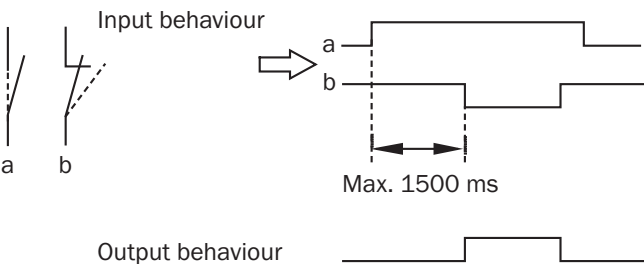 Input behaviour
a
b
a b
Max. 1500 ms
Output behaviour